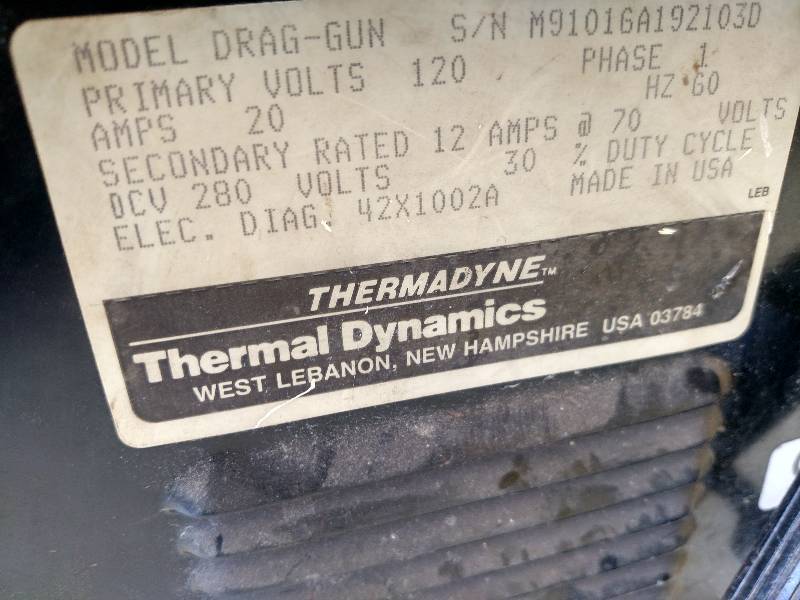 MODEL DRAG-GUN S/N M91016A192103D
PRIMARY VOLTS 120 PHASE 1
AMPS 20 HZ 60
SECONDARY RATED 12 AMPS @ 70 VOLTS
OCV 280 VOLTS 30 % DUTY CYCLE
ELEC. DIAG. 42X1002A MADE IN USA
LEB
THERMADYNE™
Thermal Dynamics
WEST LEBANON, NEW HAMPSHIRE USA 03784